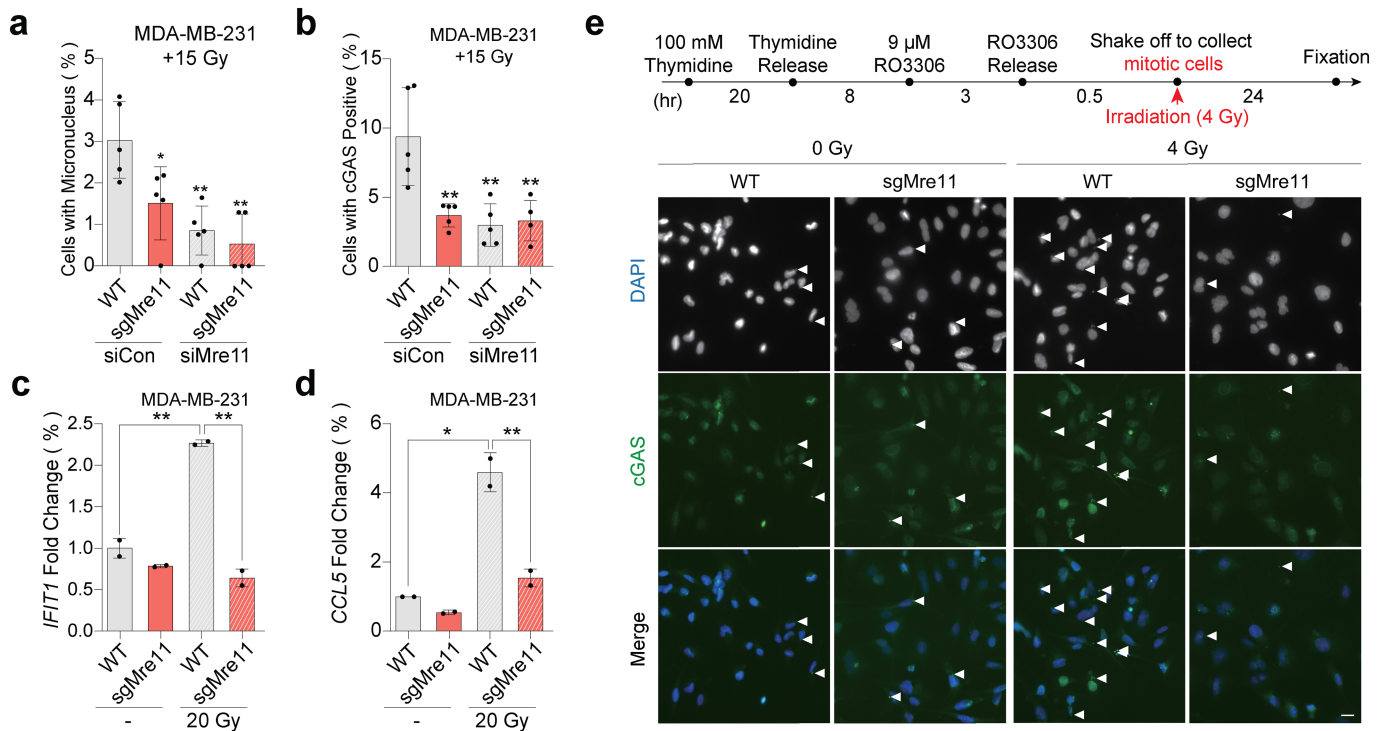 a
MDA-MB-231
+15 Gy
Cells with Micronucleus ( % )
5
4
3
2
1
0
*
**
**
WT
sgMre11
WT
sgMre11
siCon
siMre11
b
MDA-MB-231
+15 Gy
Cells with cGAS Positive ( % )
15
10
5
0
**
**
**
WT
sgMre11
WT
sgMre11
siCon
siMre11
c
MDA-MB-231
IFIT1 Fold Change ( % )
2.5
2.0
1.5
1.0
0.5
0.0
**
**
WT
sgMre11
WT
sgMre11
-
20 Gy
d
MDA-MB-231
CCL5 Fold Change ( % )
6
4
2
0
*
**
WT
sgMre11
WT
sgMre11
-
20 Gy
e
100 mM
Thymidine
Thymidine
Release
9 µM
RO3306
RO3306
Release
Shake off to collect
mitotic cells
Fixation
(hr)
20
8
3
0.5
24
Irradiation (4 Gy)
0 Gy
4 Gy
WT
sgMre11
WT
sgMre11
DAPI
cGAS
Merge